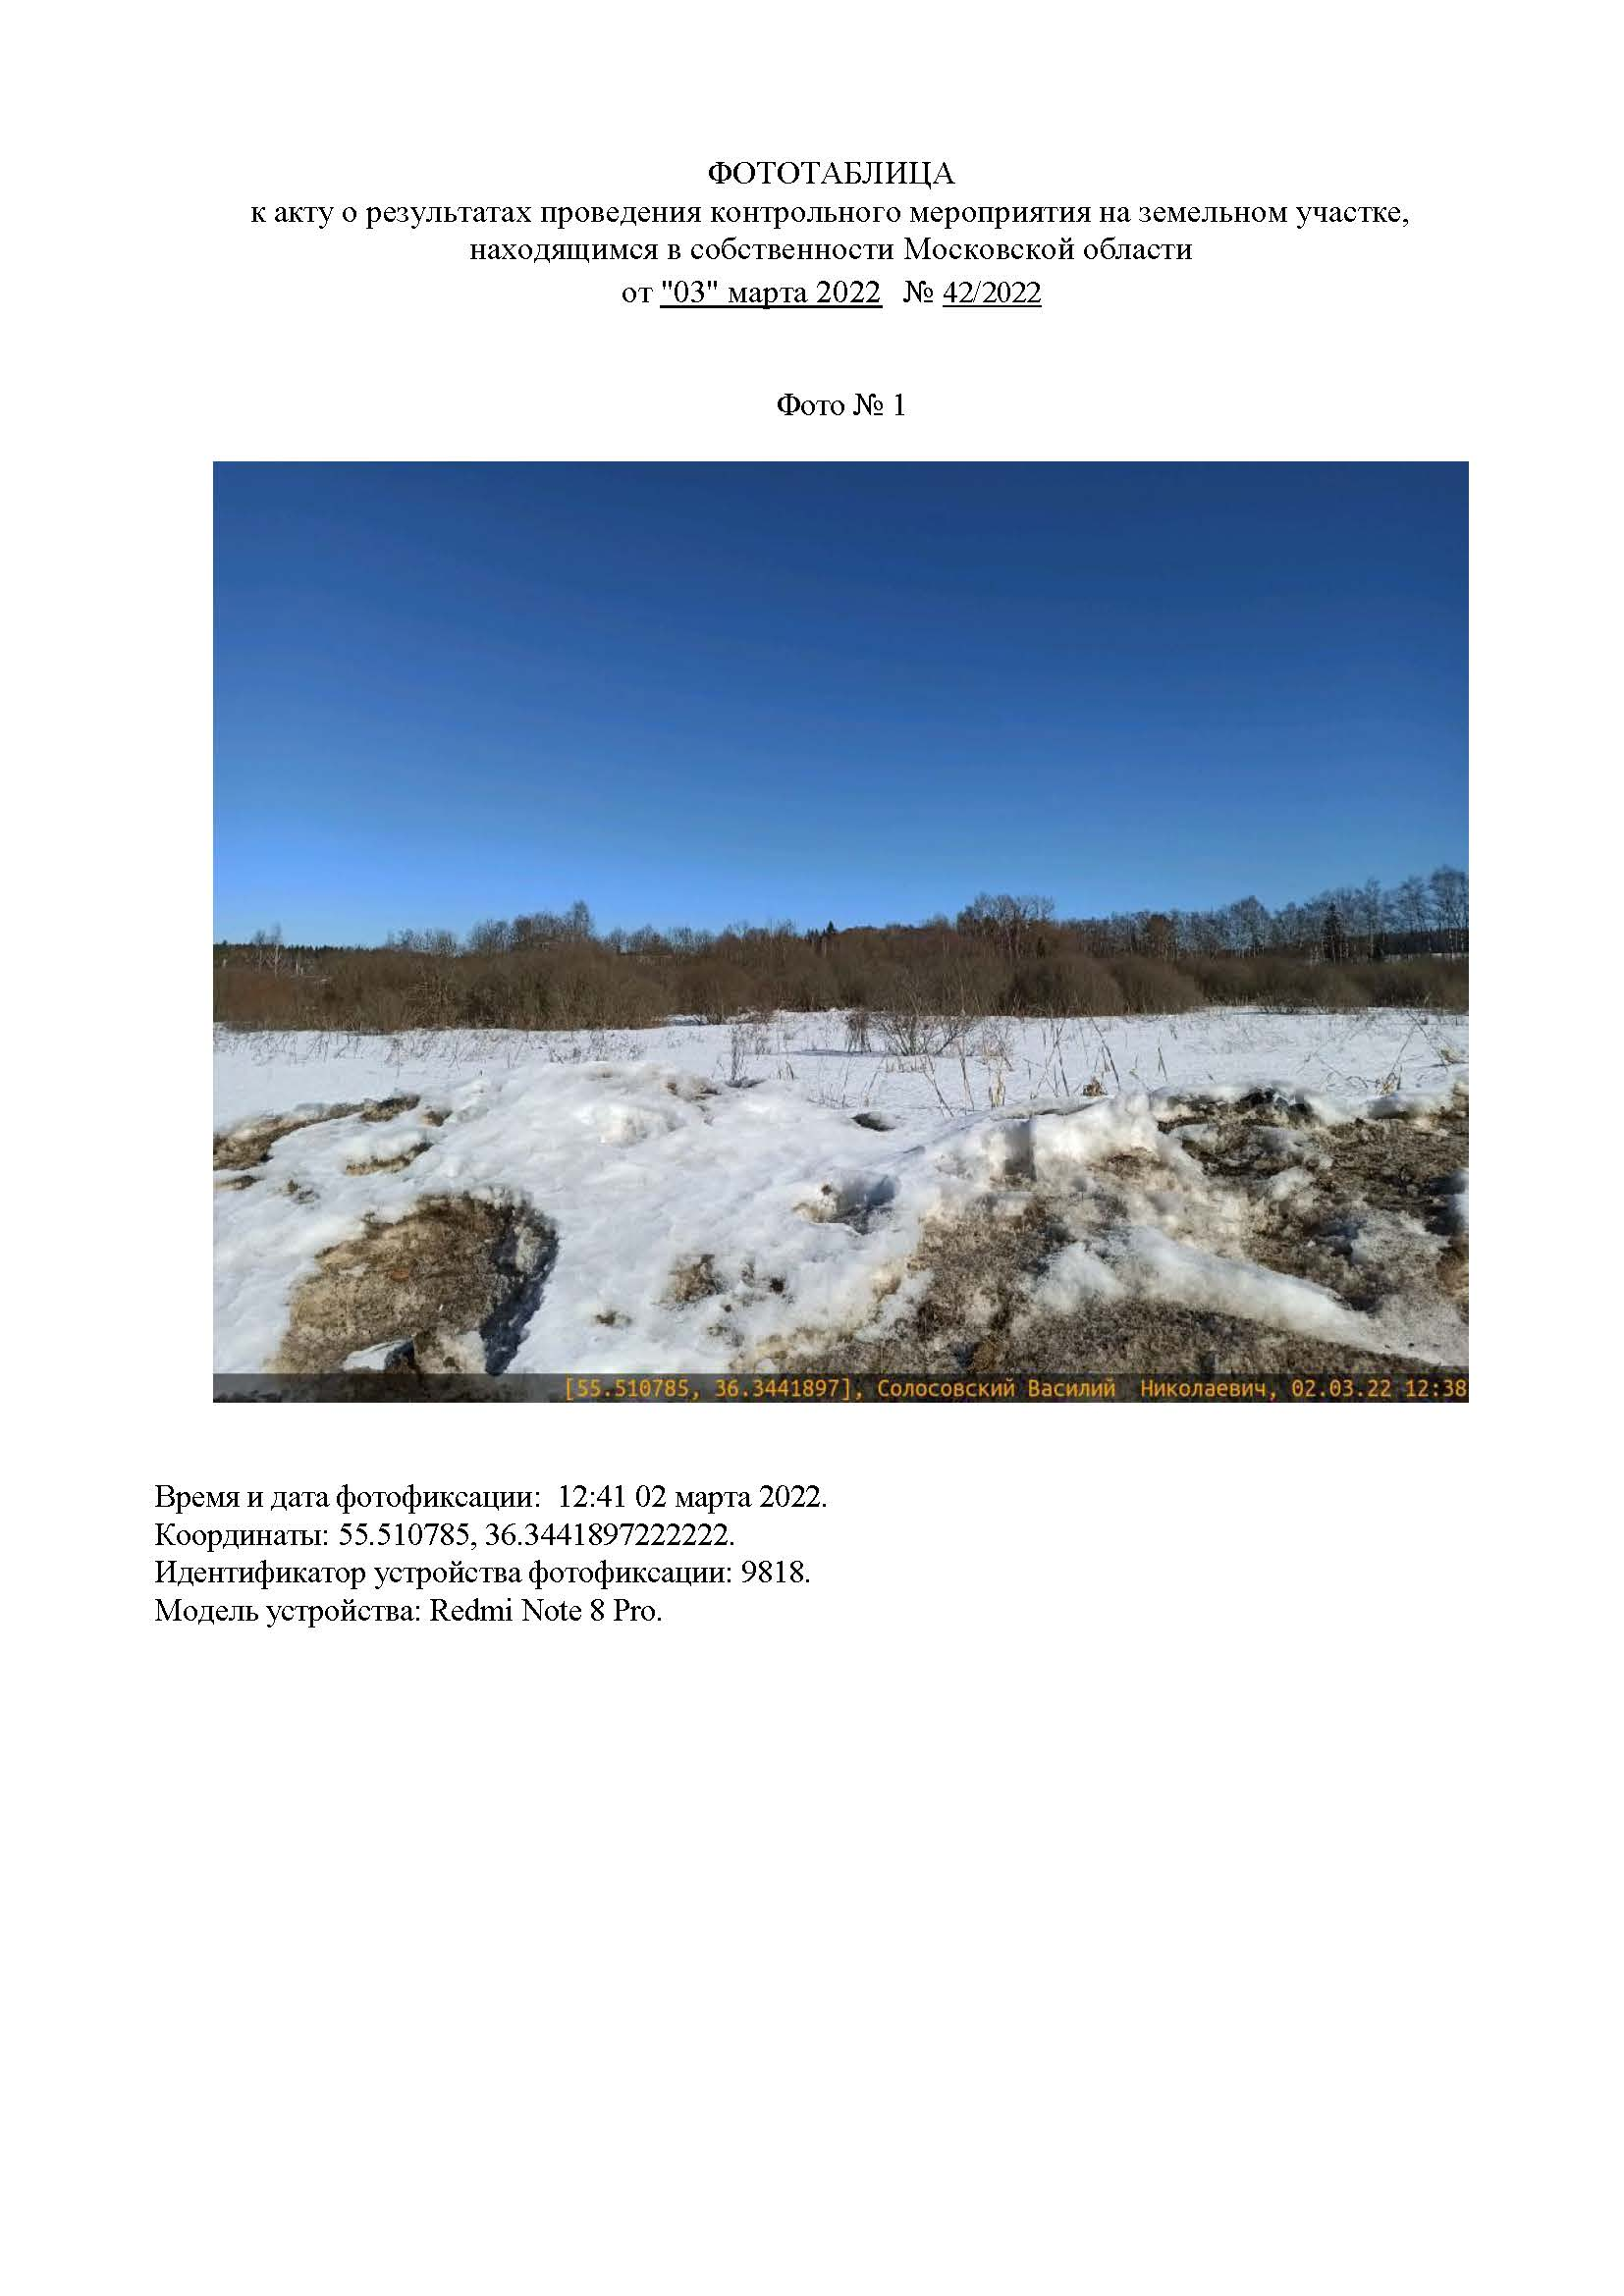 ФОТОТАБЛИЦА
к акту о результатах проведения контрольного мероприятия на земельном участке,
находящимся в собственности Московской области
от "03" марта 2022 № 42/2022
Фото № 1
[55.510785, 36.3441897], Солосовский Василий Николаевич, 02.03.22 12:38
Время и дата фотофиксации: 12:41 02 марта 2022.
Координаты: 55.510785, 36.3441897222222.
Идентификатор устройства фотофиксации: 9818.
Модель устройства: Redmi Note 8 Pro.